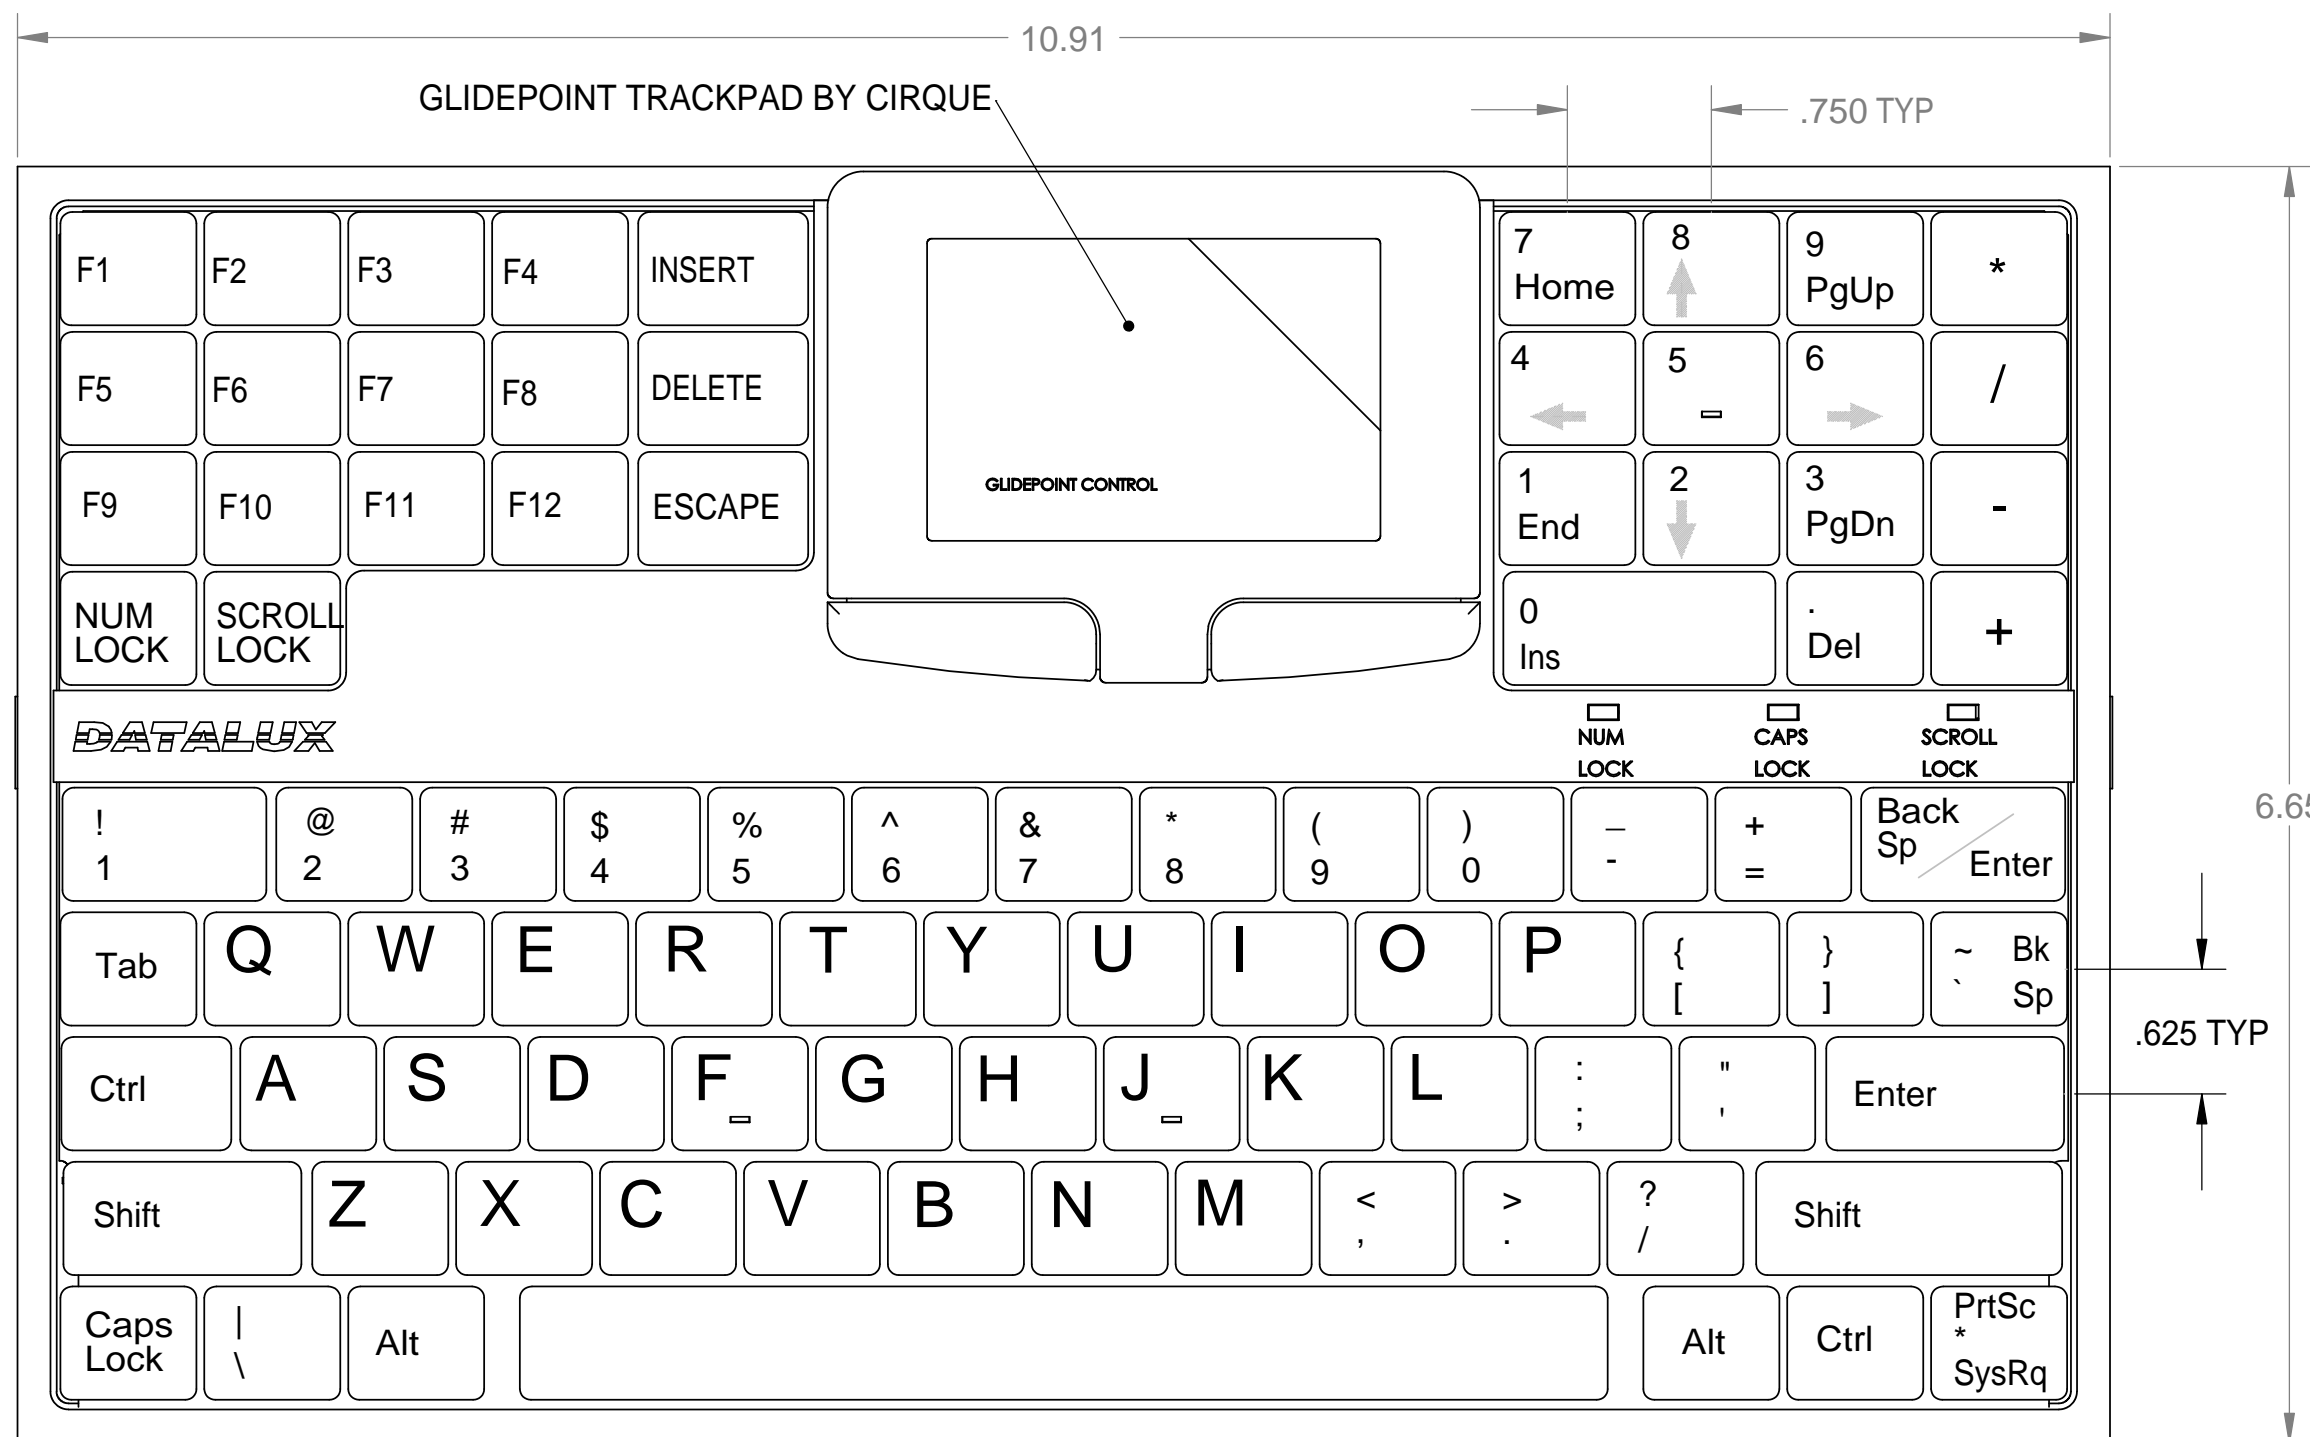 10.91
GLIDEPOINT TRACKPAD BY CIRQUE
.750 TYP
F1 F2 F3 F4 INSERT
7 8 9 *
Home PgUp
F5 F6 F7 F8 DELETE
4 5 6 /
F9 F10 F11 F12 ESCAPE
GLIDEPOINT CONTROL
1 2 3 -
End PgDn
NUM SCROLL
LOCK LOCK
0 . +
Ins Del
DATALUX
NUM CAPS SCROLL
LOCK LOCK LOCK
! @ # $ % ^ & * ( ) _ + Back
Sp
1 2 3 4 5 6 7 8 9 0 - = Enter
6.65
Tab Q W E R T Y U I O P { } ~ Bk
[ ] ` Sp
.625 TYP
Ctrl A S D F G H J K L : " Enter
; '
Shift Z X C V B N M < > ? Shift
, . /
Caps | Alt Alt Ctrl PrtSc
Lock \ *
SysRq